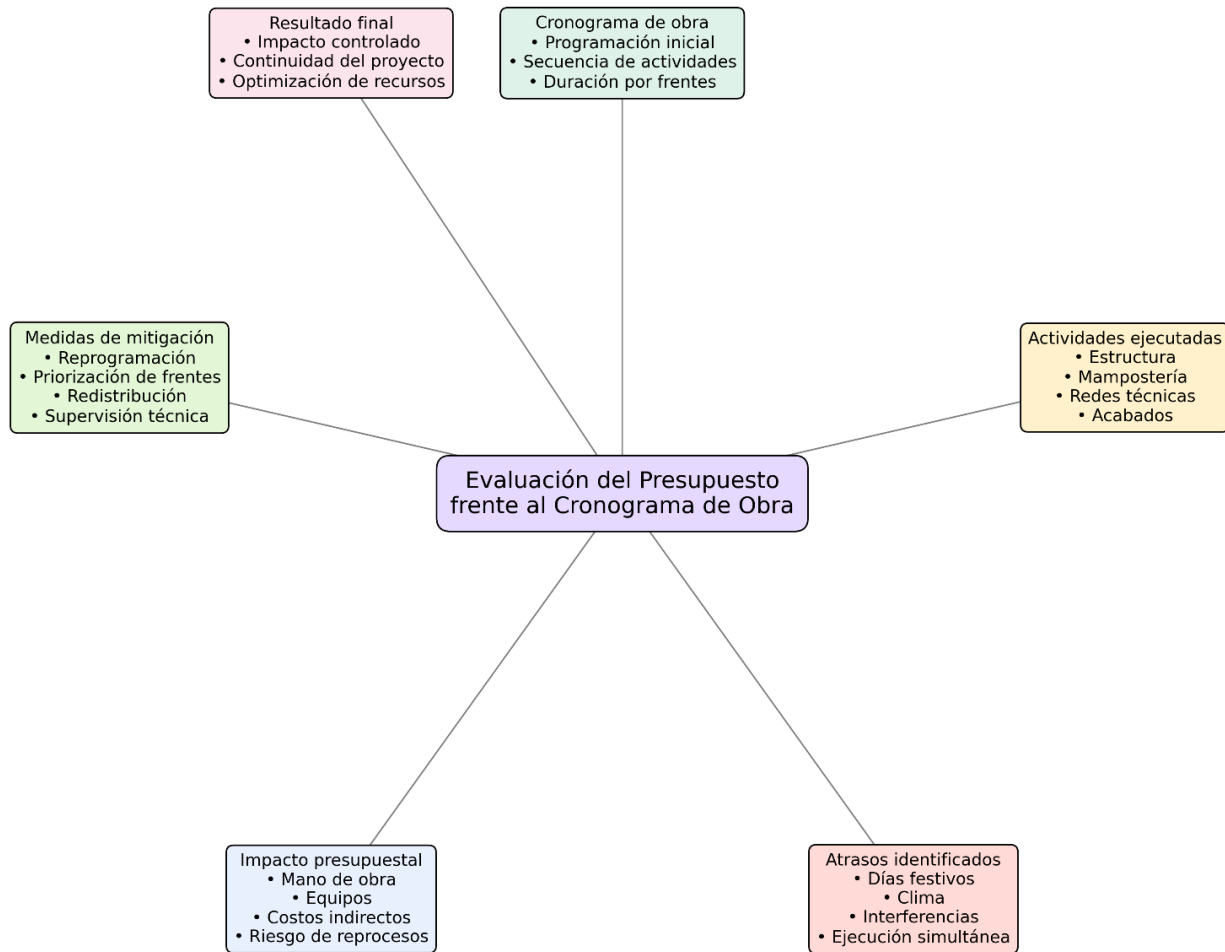 Resultado final
• Impacto controlado
• Continuidad del proyecto
• Optimización de recursos
Cronograma de obra
• Programación inicial
• Secuencia de actividades
• Duración por frentes
Medidas de mitigación
• Reprogramación
• Priorización de frentes
• Redistribución
• Supervisión técnica
Actividades ejecutadas
• Estructura
• Mampostería
• Redes técnicas
• Acabados
Evaluación del Presupuesto
frente al Cronograma de Obra
Impacto presupuestal
• Mano de obra
• Equipos
• Costos indirectos
• Riesgo de reprocesos
Atrasos identificados
• Días festivos
• Clima
• Interferencias
• Ejecución simultánea